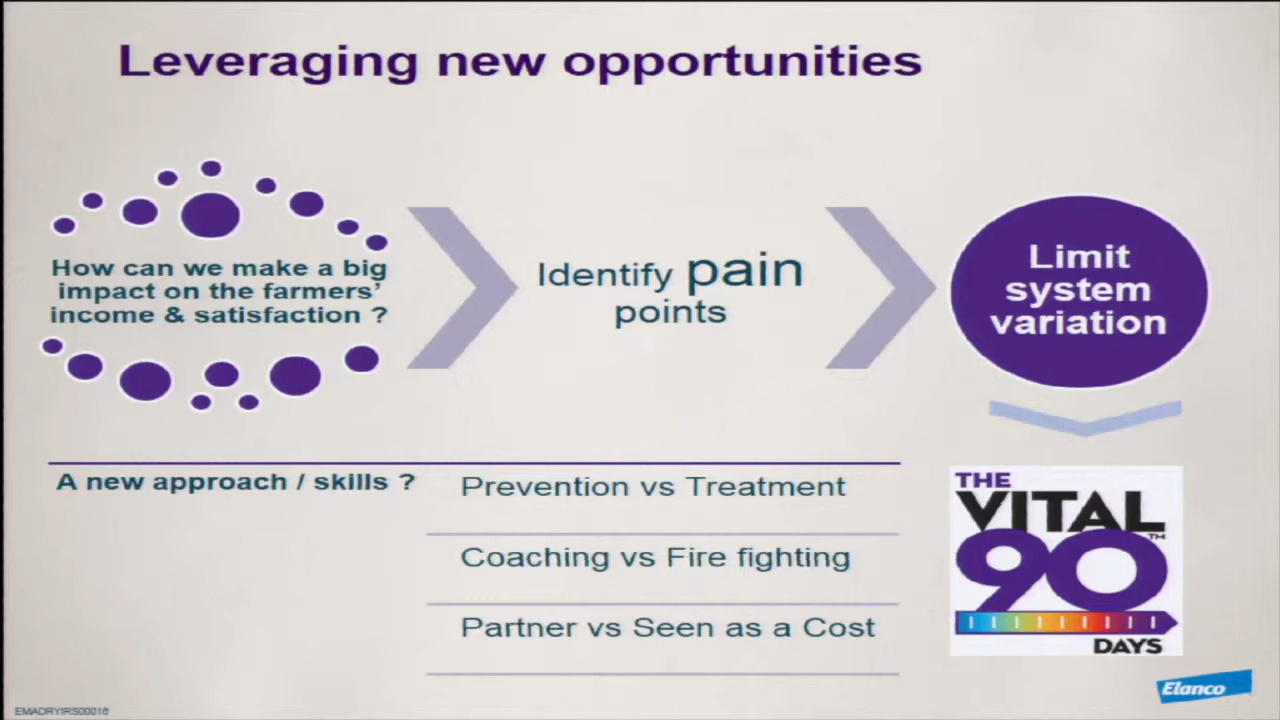 Leveraging new opportunities
How can we make a big
impact on the farmers'
income & satisfaction ?
Identify pain
points
Limit
system
variation
A new approach / skills ?
Prevention vs Treatment
Coaching vs Fire fighting
Partner vs Seen as a Cost
THE
VITAL
90™
DAYS
Elanco
EMADRYIRS00016